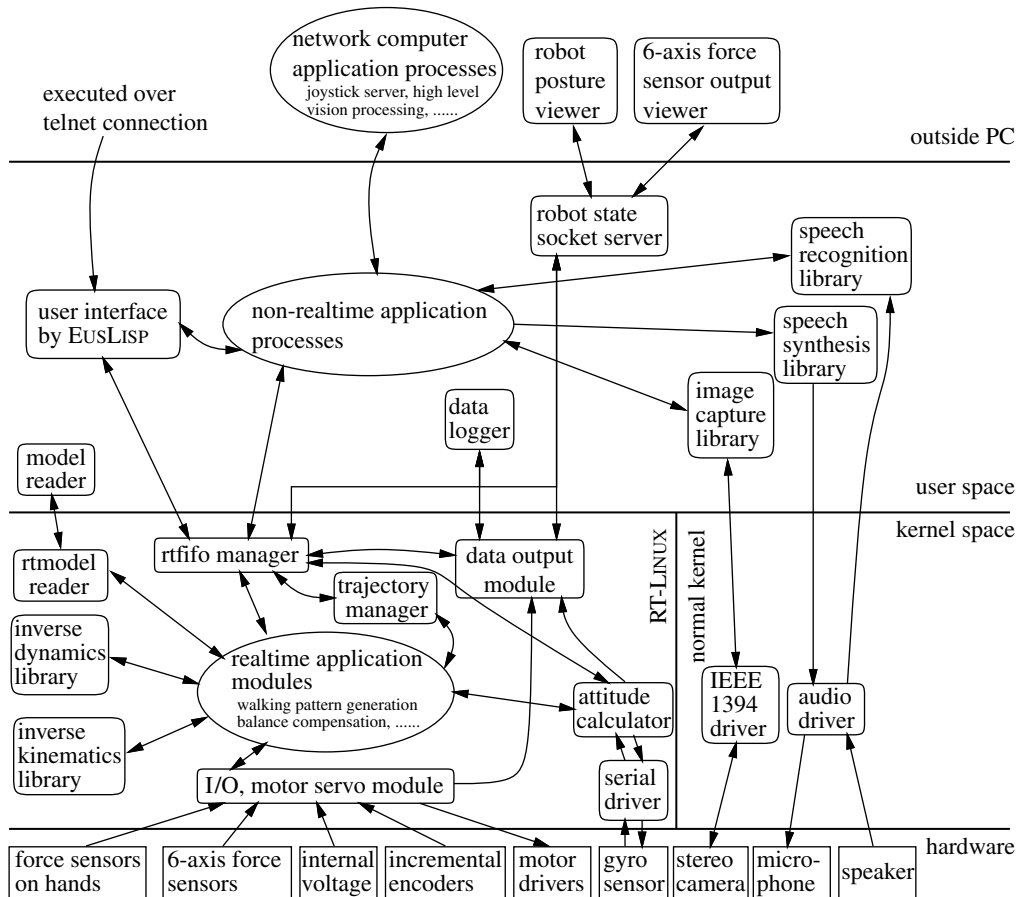 network computer
application processes
joystick server, high level
vision processing, ......
robot
posture
viewer
6-axis force
sensor output
viewer
executed over
telnet connection
outside PC
robot state
socket server
speech
recognition
library
user interface
by EUSLISP
non-realtime application
processes
speech
synthesis
library
image
capture
library
data
logger
model
reader
user space
kernel space
rtfifo manager
data output
module
RT-LINUX
normal kernel
rtmodel
reader
trajectory
manager
inverse
dynamics
library
realtime application
modules
walking pattern generation
balance compensation, ......
attitude
calculator
IEEE
1394
driver
audio
driver
inverse
kinematics
library
I/O, motor servo module
serial
driver
hardware
force sensors
on hands
6-axis force
sensors
internal
voltage
incremental
encoders
motor
drivers
gyro
sensor
stereo
camera
micro-
phone
speaker